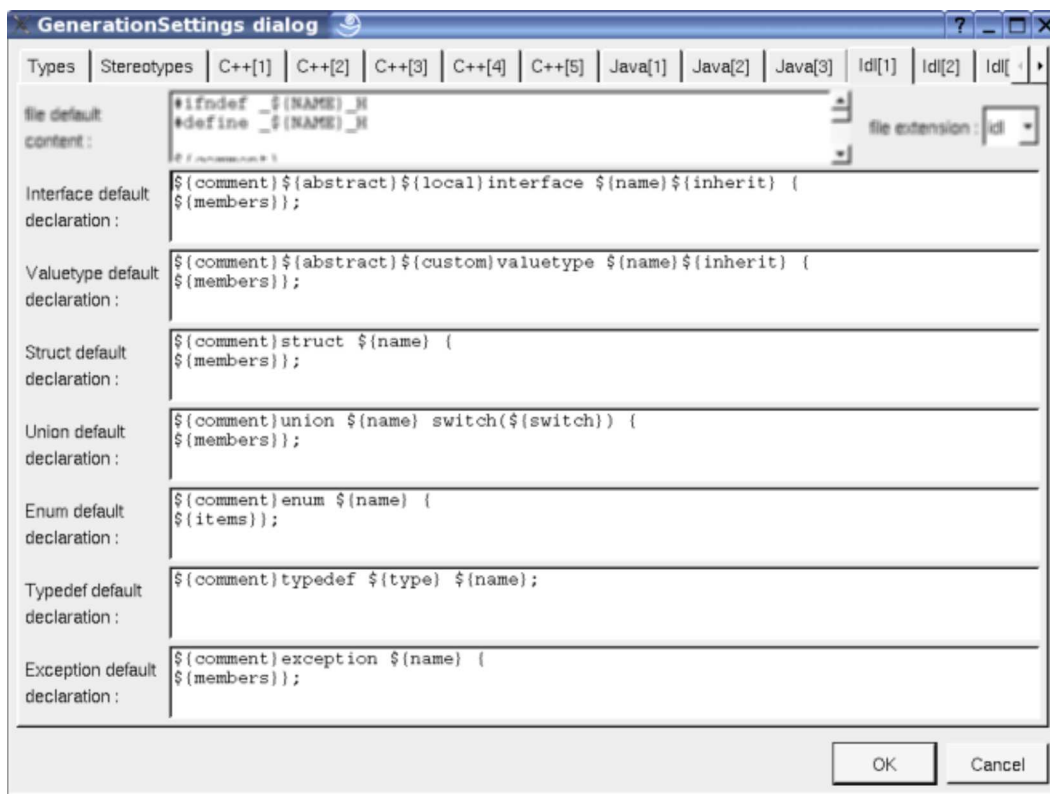 GenerationSettings dialog
Types Stereotypes C++[1] C++[2] C++[3] C++[4] C++[5] Java[1] Java[2] Java[3] Idl[1] Idl[2] Idl[
file default
content :
#ifndef _${NAME}_H
#define _${NAME}_H
${comment}
file extension : idl
Interface default
declaration :
${comment}${abstract}${local}interface ${name}${inherit} {
${members}};
Valuetype default
declaration :
${comment}${abstract}${custom}valuetype ${name}${inherit} {
${members}};
Struct default
declaration :
${comment}struct ${name} {
${members}};
Union default
declaration :
${comment}union ${name} switch(${switch}) {
${members}};
Enum default
declaration :
${comment}enum ${name} {
${items}};
Typedef default
declaration :
${comment}typedef ${type} ${name};
Exception default
declaration :
${comment}exception ${name} {
${members}};
OK Cancel